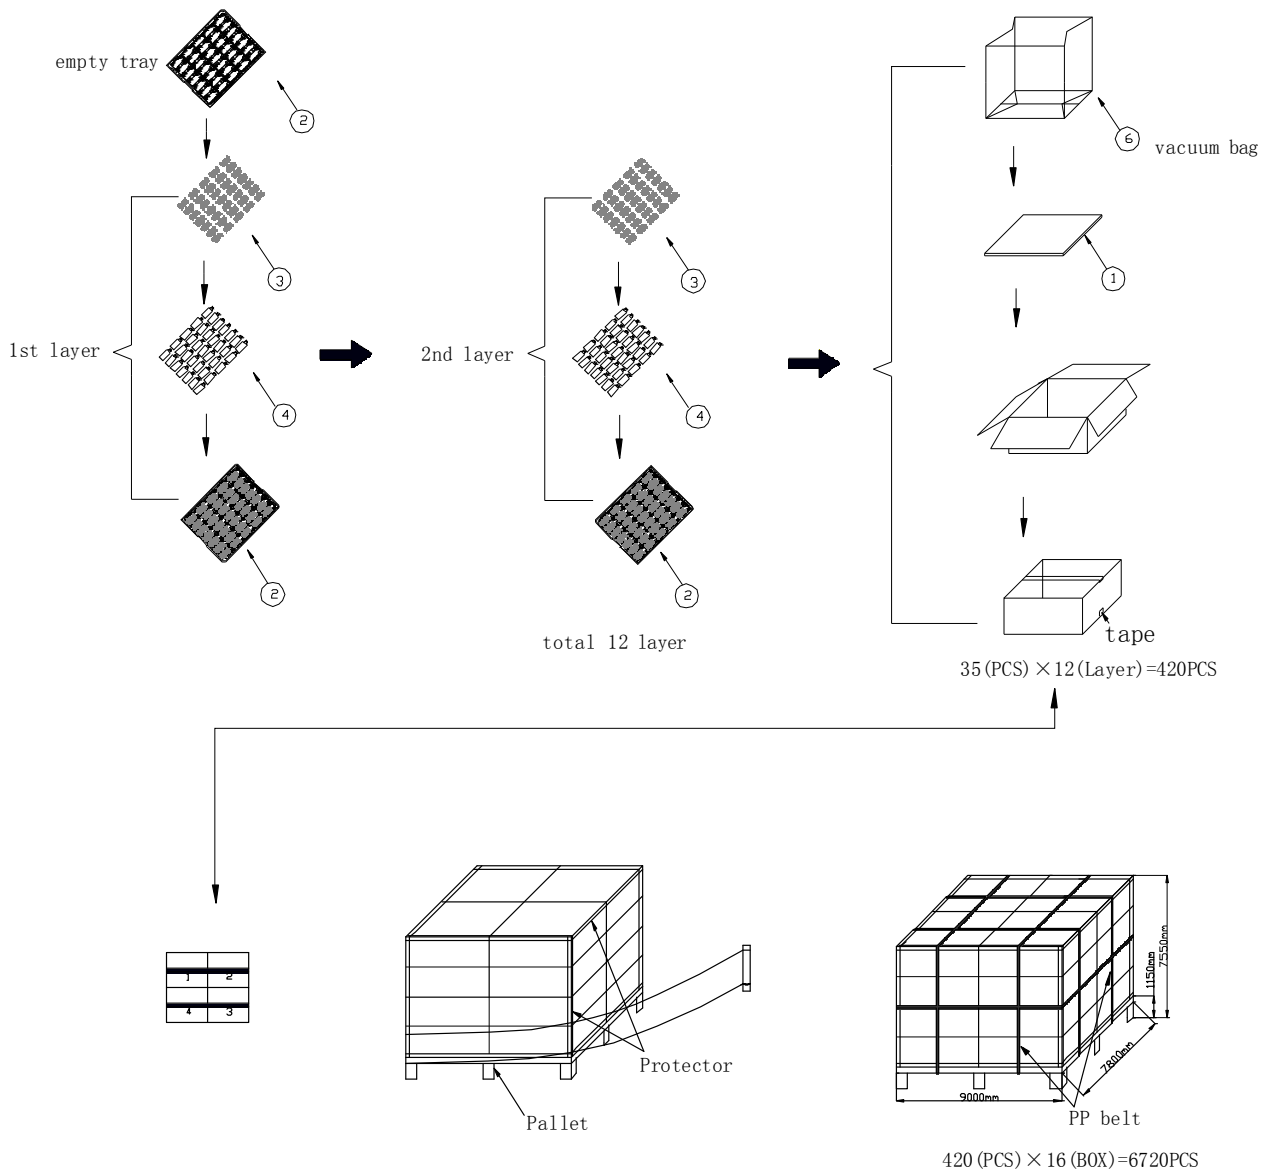 empty tray
2
6
vacuum bag
3
3
1
1st layer
2nd layer
4
4
2
2
total 12 layer
tape
35(PCS)×12(Layer)=420PCS
1 2
4 3
Protector
Pallet
7550mm
1150mm
7800mm
9000mm
PP belt
420(PCS)×16(BOX)=6720PCS